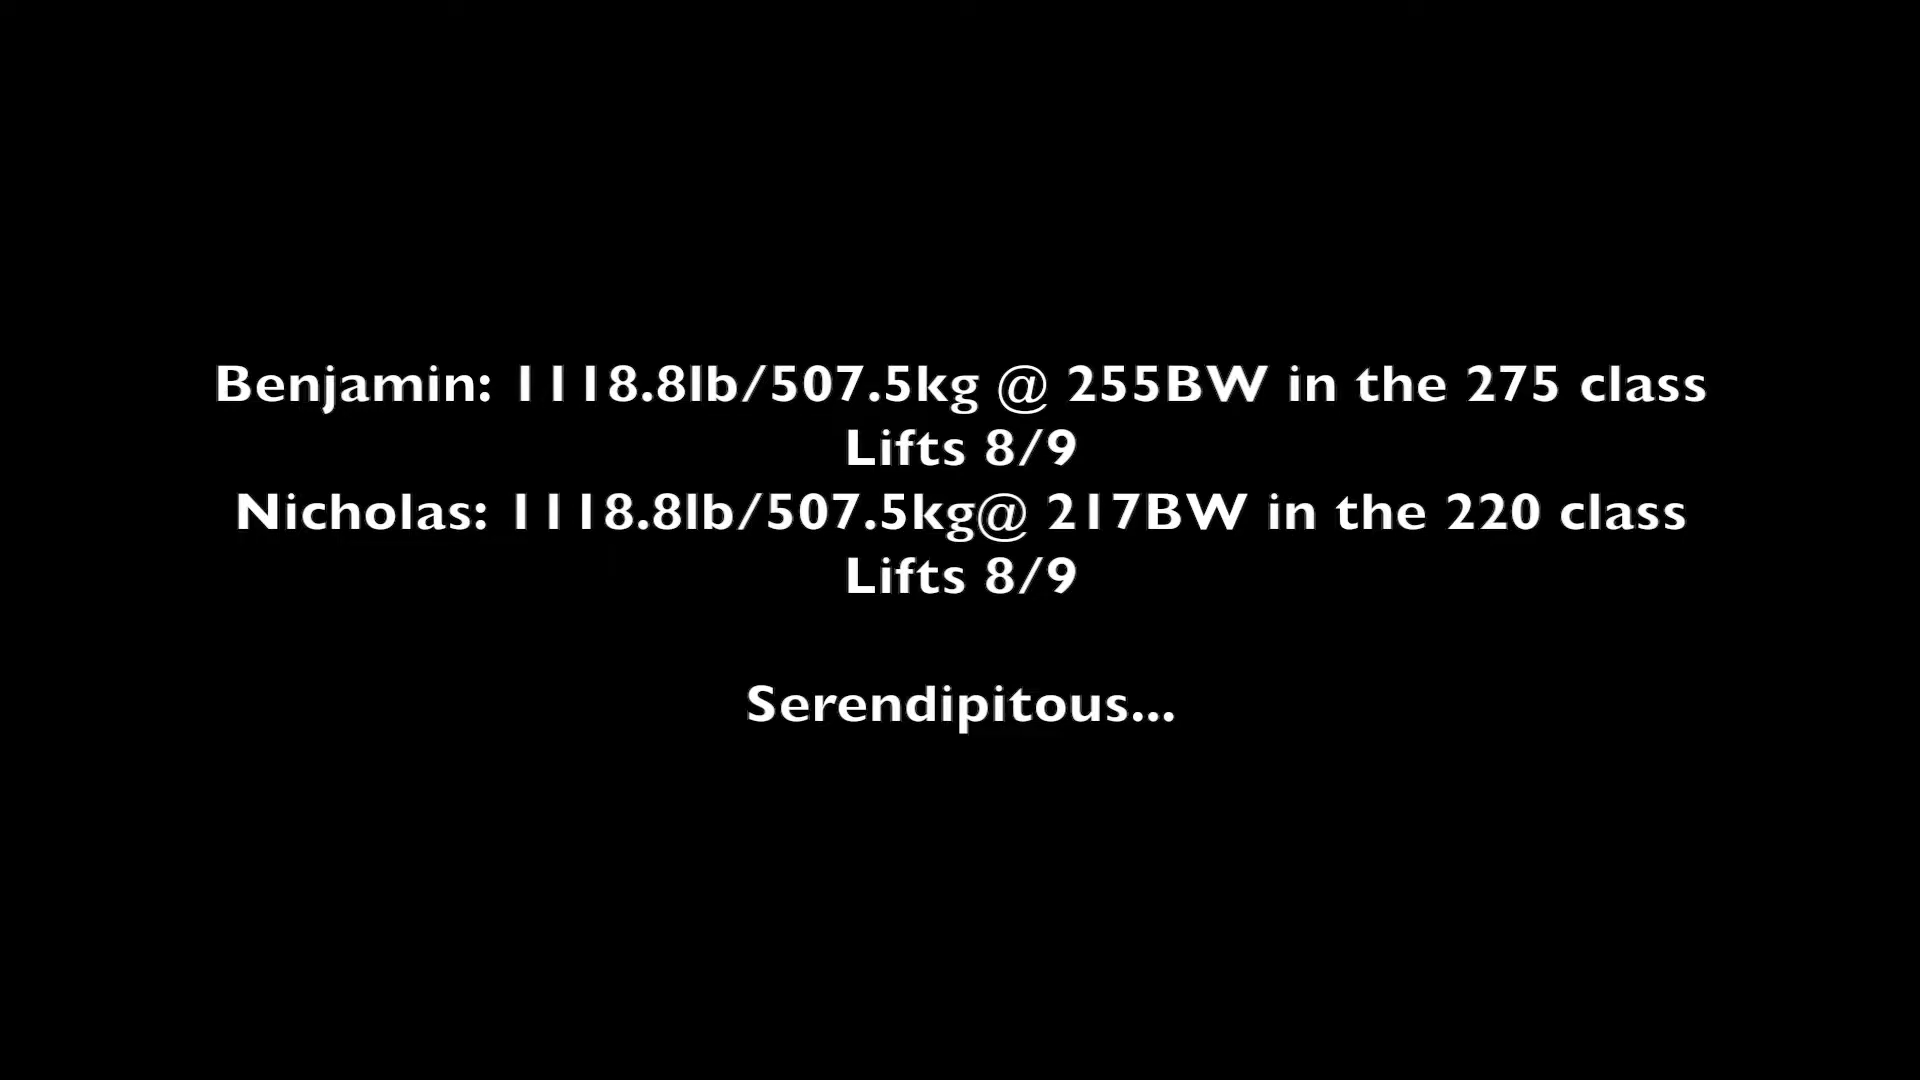 Benjamin: 1118.8lb/507.5kg @ 255BW in the 275 class
Lifts 8/9
Nicholas: 1118.8lb/507.5kg@ 217BW in the 220 class
Lifts 8/9
Serendipitous...